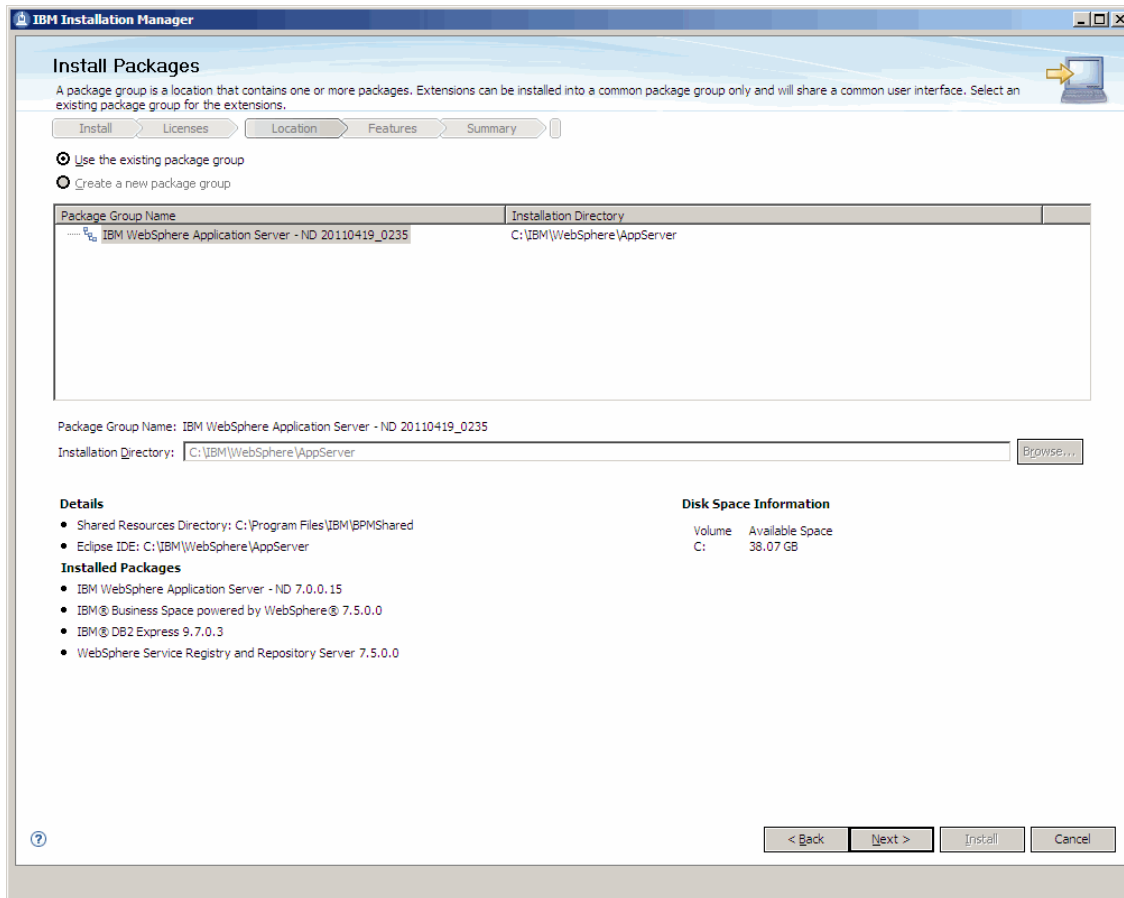 IBM Installation Manager
Install Packages
A package group is a location that contains one or more packages. Extensions can be installed into a common package group only and will share a common user interface. Select an
existing package group for the extensions.
Install Licenses Location Features Summary
Use the existing package group
Create a new package group
Package Group Name Installation Directory
IBM WebSphere Application Server - ND 20110419_0235 C:\IBM\WebSphere\AppServer
Package Group Name: IBM WebSphere Application Server - ND 20110419_0235
Installation Directory: C:\IBM\WebSphere\AppServer Browse...
Details
• Shared Resources Directory: C:\Program Files\IBM\BPMShared
• Eclipse IDE: C:\IBM\WebSphere\AppServer
Installed Packages
• IBM WebSphere Application Server - ND 7.0.0.15
• IBM® Business Space powered by WebSphere® 7.5.0.0
• IBM® DB2 Express 9.7.0.3
• WebSphere Service Registry and Repository Server 7.5.0.0
Disk Space Information
Volume Available Space
C: 38.07 GB
? < Back Next > Install Cancel